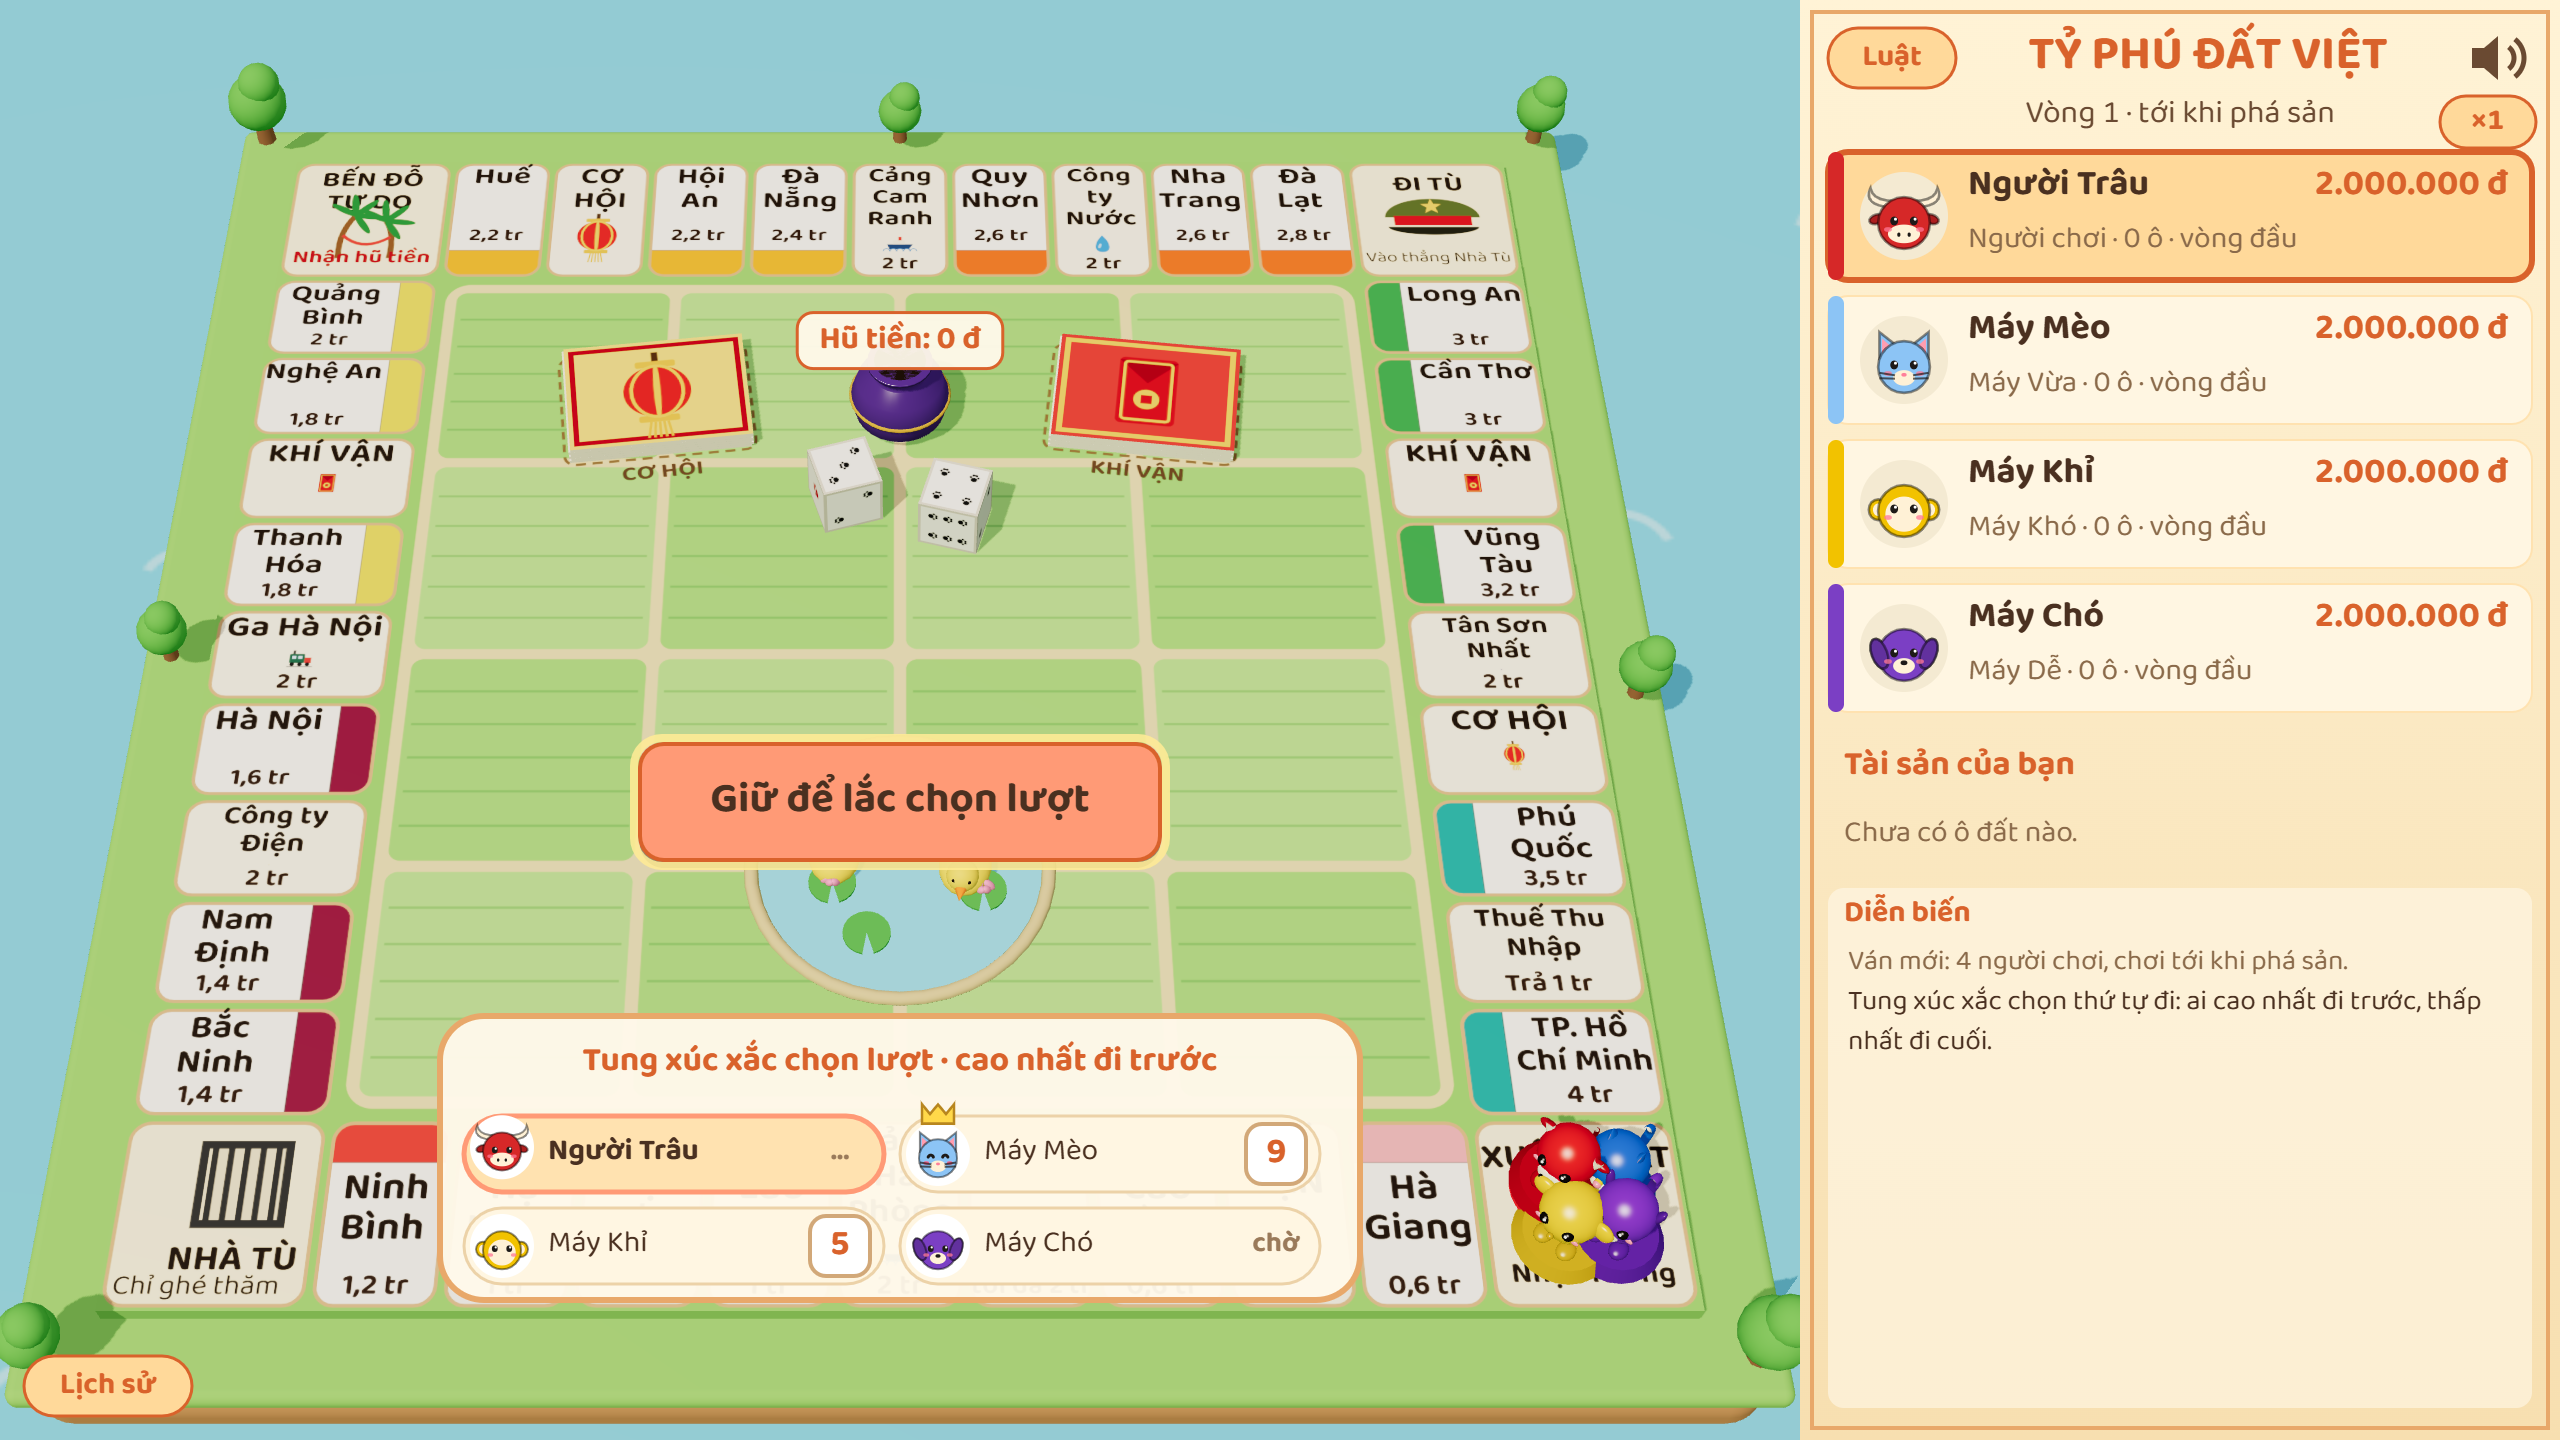 BẾN ĐỖ
TỰ DO
Nhận hũ tiền
Huế
2,2 tr
CƠ
HỘI
Hội
An
2,2 tr
Đà
Nẵng
2,4 tr
Cảng
Cam
Ranh
2 tr
Quy
Nhơn
2,6 tr
Công
ty
Nước
2 tr
Nha
Trang
2,6 tr
Đà
Lạt
2,8 tr
ĐI TÙ
Vào thẳng Nhà Tù
Quảng
Bình
2 tr
Nghệ An
1,8 tr
KHÍ VẬN
Thanh
Hóa
1,8 tr
Ga Hà Nội
2 tr
Hà Nội
1,6 tr
Công ty
Điện
2 tr
Nam
Định
1,4 tr
Bắc
Ninh
1,4 tr
NHÀ TÙ
Chỉ ghé thăm
Ninh
Bình
1,2 tr
Hũ tiền: 0 đ
CƠ HỘI
KHÍ VẬN
Giữ để lắc chọn lượt
Tung xúc xắc chọn lượt · cao nhất đi trước
Người Trâu
...
Máy Mèo
9
Máy Khỉ
5
Máy Chó
chờ
Long An
3 tr
Cần Thơ
3 tr
KHÍ VẬN
Vũng
Tàu
3,2 tr
Tân Sơn
Nhất
2 tr
CƠ HỘI
Phú
Quốc
3,5 tr
Thuế Thu
Nhập
Trả 1 tr
TP. Hồ
Chí Minh
4 tr
Hà
Giang
0,6 tr
Lịch sử
Luật
TỶ PHÚ ĐẤT VIỆT
Vòng 1 · tới khi phá sản
×1
Người Trâu
2.000.000 đ
Người chơi · 0 ô · vòng đầu
Máy Mèo
2.000.000 đ
Máy Vừa · 0 ô · vòng đầu
Máy Khỉ
2.000.000 đ
Máy Khó · 0 ô · vòng đầu
Máy Chó
2.000.000 đ
Máy Dễ · 0 ô · vòng đầu
Tài sản của bạn
Chưa có ô đất nào.
Diễn biến
Ván mới: 4 người chơi, chơi tới khi phá sản.
Tung xúc xắc chọn thứ tự đi: ai cao nhất đi trước, thấp
nhất đi cuối.